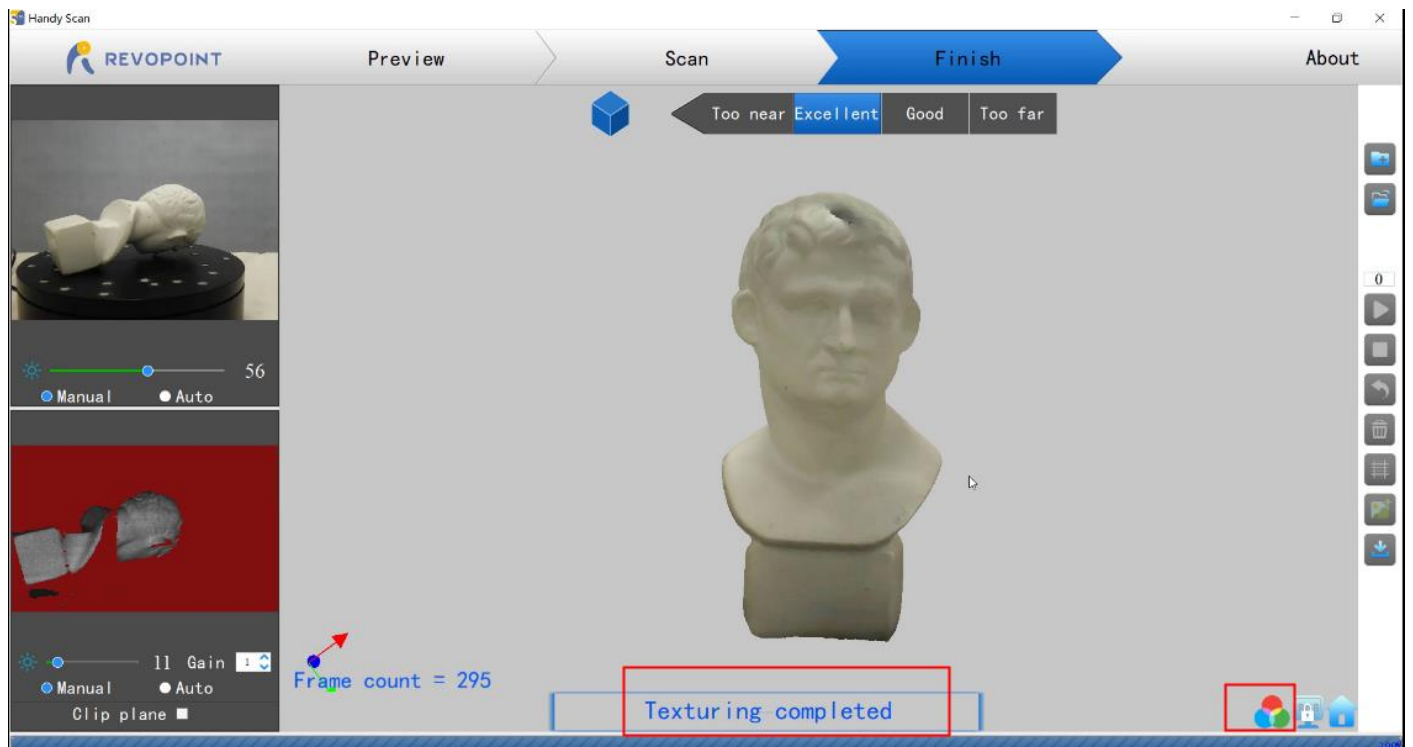 Handy Scan
REVOPOINT
Preview
Scan
Finish
About
Too near Excellent Good Too far
0
56
Manual Auto
11 Gain 1
Manual Auto
Clip plane
Frame count = 295
Texturing completed